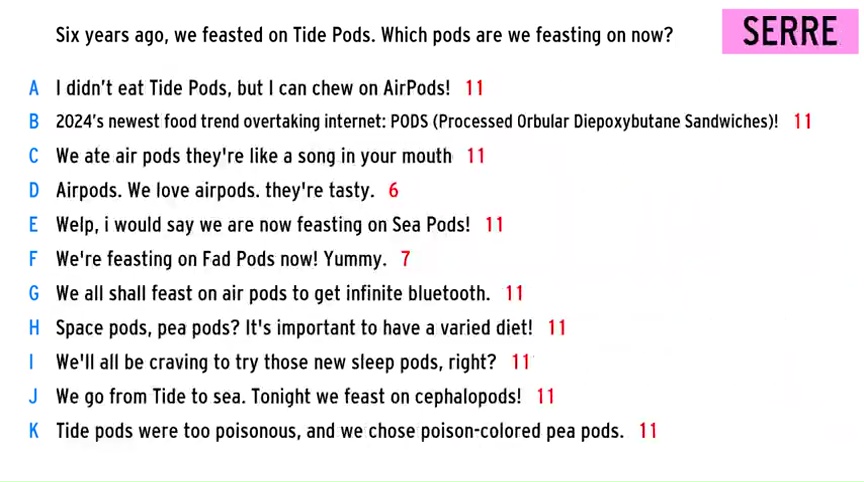 Six years ago, we feasted on Tide Pods. Which pods are we feasting on now?
SERRE
A I didn't eat Tide Pods, but I can chew on AirPods! 11
B 2024's newest food trend overtaking internet: PODS (Processed Orbular Diepoxybutane Sandwiches)! 11
C We ate air pods they're like a song in your mouth 11
D Airpods. We love airpods. they're tasty. 6
E Welp, i would say we are now feasting on Sea Pods! 11
F We're feasting on Fad Pods now! Yummy. 7
G We all shall feast on air pods to get infinite bluetooth. 11
H Space pods, pea pods? It's important to have a varied diet! 11
I We'll all be craving to try those new sleep pods, right? 11
J We go from Tide to sea. Tonight we feast on cephalopods! 11
K Tide pods were too poisonous, and we chose poison-colored pea pods. 11